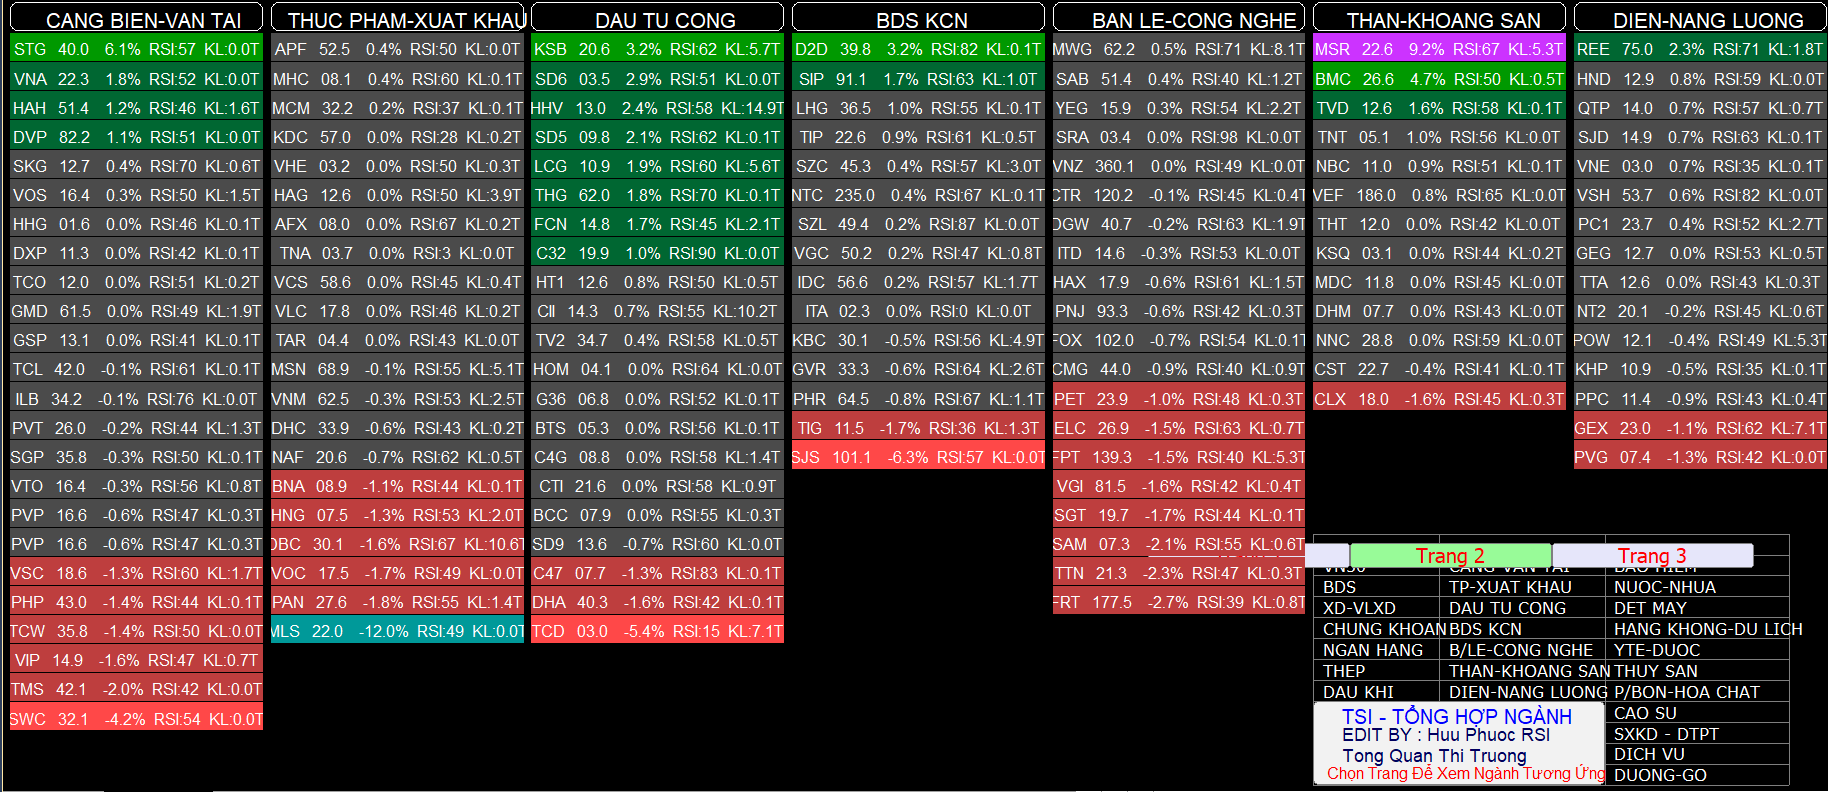 CANG BIEN-VAN TAI
STG 40.0 6.1% RSI:57 KL:0.0T
VNA 22.3 1.8% RSI:52 KL:0.0T
HAH 51.4 1.2% RSI:46 KL:1.6T
DVP 82.2 1.1% RSI:51 KL:0.0T
SKG 12.7 0.4% RSI:70 KL:0.6T
VOS 16.4 0.3% RSI:50 KL:1.5T
HHG 01.6 0.0% RSI:46 KL:0.1T
DXP 11.3 0.0% RSI:42 KL:0.1T
TCO 12.0 0.0% RSI:51 KL:0.2T
GMD 61.5 0.0% RSI:49 KL:1.9T
GSP 13.1 0.0% RSI:41 KL:0.1T
TCL 42.0 -0.1% RSI:61 KL:0.1T
ILB 34.2 -0.1% RSI:76 KL:0.0T
PVT 26.0 -0.2% RSI:44 KL:1.3T
SGP 35.8 -0.3% RSI:50 KL:0.1T
VTO 16.4 -0.3% RSI:56 KL:0.8T
PVP 16.6 -0.6% RSI:47 KL:0.3T
PVP 16.6 -0.6% RSI:47 KL:0.3T
VSC 18.6 -1.3% RSI:60 KL:1.7T
PHP 43.0 -1.4% RSI:44 KL:0.1T
TCW 35.8 -1.4% RSI:50 KL:0.0T
VIP 14.9 -1.6% RSI:47 KL:0.7T
TMS 42.1 -2.0% RSI:42 KL:0.0T
SWC 32.1 -4.2% RSI:54 KL:0.0T
THUC PHAM-XUAT KHAU
APF 52.5 0.4% RSI:50 KL:0.0T
MHC 08.1 0.4% RSI:60 KL:0.1T
MCM 32.2 0.2% RSI:37 KL:0.1T
KDC 57.0 0.0% RSI:28 KL:0.2T
VHE 03.2 0.0% RSI:50 KL:0.3T
HAG 12.6 0.0% RSI:50 KL:3.9T
AFX 08.0 0.0% RSI:67 KL:0.2T
TNA 03.7 0.0% RSI:3 KL:0.0T
VCS 58.6 0.0% RSI:45 KL:0.4T
VLC 17.8 0.0% RSI:46 KL:0.2T
TAR 04.4 0.0% RSI:43 KL:0.0T
MSN 68.9 -0.1% RSI:55 KL:5.1T
VNM 62.5 -0.3% RSI:53 KL:2.5T
DHC 33.9 -0.6% RSI:43 KL:0.2T
NAF 20.6 -0.7% RSI:62 KL:0.5T
BNA 08.9 -1.1% RSI:44 KL:0.1T
HNG 07.5 -1.3% RSI:53 KL:2.0T
DBC 30.1 -1.6% RSI:67 KL:10.6T
VOC 17.5 -1.7% RSI:49 KL:0.0T
PAN 27.6 -1.8% RSI:55 KL:1.4T
MLS 22.0 -12.0% RSI:49 KL:0.0T
DAU TU CONG
KSB 20.6 3.2% RSI:62 KL:5.7T
SD6 03.5 2.9% RSI:51 KL:0.0T
HHV 13.0 2.4% RSI:58 KL:14.9T
SD5 09.8 2.1% RSI:62 KL:0.1T
LCG 10.9 1.9% RSI:60 KL:5.6T
THG 62.0 1.8% RSI:70 KL:0.1T
FCN 14.8 1.7% RSI:45 KL:2.1T
C32 19.9 1.0% RSI:90 KL:0.0T
HT1 12.6 0.8% RSI:50 KL:0.5T
CII 14.3 0.7% RSI:55 KL:10.2T
TV2 34.7 0.4% RSI:58 KL:0.5T
HOM 04.1 0.0% RSI:64 KL:0.0T
G36 06.8 0.0% RSI:52 KL:0.1T
BTS 05.3 0.0% RSI:56 KL:0.1T
C4G 08.8 0.0% RSI:58 KL:1.4T
CTI 21.6 0.0% RSI:58 KL:0.9T
BCC 07.9 0.0% RSI:55 KL:0.3T
SD9 13.6 -0.7% RSI:60 KL:0.0T
C47 07.7 -1.3% RSI:83 KL:0.1T
DHA 40.3 -1.6% RSI:42 KL:0.1T
TCD 03.0 -5.4% RSI:15 KL:7.1T
BDS KCN
D2D 39.8 3.2% RSI:82 KL:0.1T
SIP 91.1 1.7% RSI:63 KL:1.0T
LHG 36.5 1.0% RSI:55 KL:0.1T
TIP 22.6 0.9% RSI:61 KL:0.5T
SZC 45.3 0.4% RSI:57 KL:3.0T
NTC 235.0 0.4% RSI:67 KL:0.1T
SZL 49.4 0.2% RSI:87 KL:0.0T
VGC 50.2 0.2% RSI:47 KL:0.8T
IDC 56.6 0.2% RSI:57 KL:1.7T
ITA 02.3 0.0% RSI:0 KL:0.0T
KBC 30.1 -0.5% RSI:56 KL:4.9T
GVR 33.3 -0.6% RSI:64 KL:2.6T
PHR 64.5 -0.8% RSI:67 KL:1.1T
TIG 11.5 -1.7% RSI:36 KL:1.3T
SJS 101.1 -6.3% RSI:57 KL:0.0T
BAN LE-CONG NGHE
MWG 62.2 0.5% RSI:71 KL:8.1T
SAB 51.4 0.4% RSI:40 KL:1.2T
YEG 15.9 0.3% RSI:54 KL:2.2T
SRA 03.4 0.0% RSI:98 KL:0.0T
VNZ 360.1 0.0% RSI:49 KL:0.0T
CTR 120.2 -0.1% RSI:45 KL:0.4T
DGW 40.7 -0.2% RSI:63 KL:1.9T
ITD 14.6 -0.3% RSI:53 KL:0.0T
HAX 17.9 -0.6% RSI:61 KL:1.5T
PNJ 93.3 -0.6% RSI:42 KL:0.3T
FOX 102.0 -0.7% RSI:54 KL:0.1T
CMG 44.0 -0.9% RSI:40 KL:0.9T
PET 23.9 -1.0% RSI:48 KL:0.3T
ELC 26.9 -1.5% RSI:63 KL:0.7T
FPT 139.3 -1.5% RSI:40 KL:5.3T
VGI 81.5 -1.6% RSI:42 KL:0.4T
SGT 19.7 -1.7% RSI:44 KL:0.1T
SAM 07.3 -2.1% RSI:55 KL:0.6T
TTN 21.3 -2.3% RSI:47 KL:0.3T
FRT 177.5 -2.7% RSI:39 KL:0.8T
THAN-KHOANG SAN
MSR 22.6 9.2% RSI:67 KL:5.3T
BMC 26.6 4.7% RSI:50 KL:0.5T
TVD 12.6 1.6% RSI:58 KL:0.1T
TNT 05.1 1.0% RSI:56 KL:0.0T
NBC 11.0 0.9% RSI:51 KL:0.1T
VEF 186.0 0.8% RSI:65 KL:0.0T
THT 12.0 0.0% RSI:42 KL:0.0T
KSQ 03.1 0.0% RSI:44 KL:0.2T
MDC 11.8 0.0% RSI:45 KL:0.0T
DHM 07.7 0.0% RSI:43 KL:0.0T
NNC 28.8 0.0% RSI:59 KL:0.0T
CST 22.7 -0.4% RSI:41 KL:0.1T
CLX 18.0 -1.6% RSI:45 KL:0.3T
DIEN-NANG LUONG
REE 75.0 2.3% RSI:71 KL:1.8T
HND 12.9 0.8% RSI:59 KL:0.0T
QTP 14.0 0.7% RSI:57 KL:0.7T
SJD 14.9 0.7% RSI:63 KL:0.1T
VNE 03.0 0.7% RSI:35 KL:0.1T
VSH 53.7 0.6% RSI:82 KL:0.0T
PC1 23.7 0.4% RSI:52 KL:2.7T
GEG 12.7 0.0% RSI:53 KL:0.5T
TTA 12.6 0.0% RSI:43 KL:0.3T
NT2 20.1 -0.2% RSI:45 KL:0.6T
POW 12.1 -0.4% RSI:49 KL:5.3T
KHP 10.9 -0.5% RSI:35 KL:0.1T
PPC 11.4 -0.9% RSI:43 KL:0.4T
GEX 23.0 -1.1% RSI:62 KL:7.1T
PVG 07.4 -1.3% RSI:42 KL:0.0T
Trang 2 Trang 3
VN30 CANG VAN TAI BAO HIEM
BDS TP-XUAT KHAU NUOC-NHUA
XD-VLXD DAU TU CONG DET MAY
CHUNG KHOAN BDS KCN HANG KHONG-DU LICH
NGAN HANG B/LE-CONG NGHE YTE-DUOC
THEP THAN-KHOANG SAN THUY SAN
DAU KHI DIEN-NANG LUONG P/BON-HOA CHAT
CAO SU
SXKD - DTPT
DICH VU
DUONG-GO
TSI - TỔNG HỢP NGÀNH
EDIT BY : Huu Phuoc RSI
Tong Quan Thi Truong
Chọn Trang Để Xem Ngành Tương Ứng